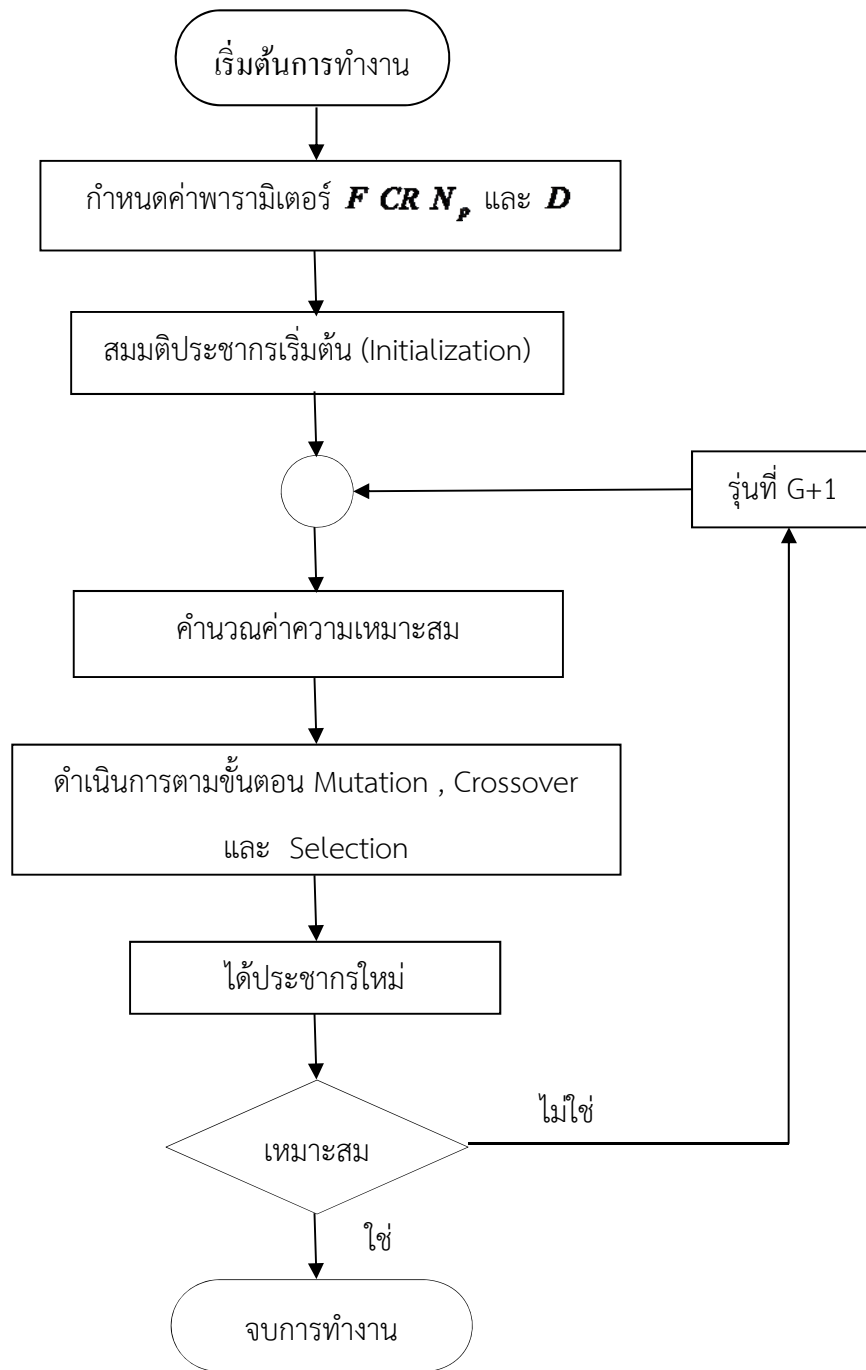 เริ่มต้นการทำงาน
กำหนดค่าพารามิเตอร์ F CR N_p และ D
สมมติประชากรเริ่มต้น (Initialization)
รุ่นที่ G+1
คำนวณค่าความเหมาะสม
ดำเนินการตามขั้นตอน Mutation , Crossover
และ Selection
ได้ประชากรใหม่
ไม่ใช่
เหมาะสม
ใช่
จบการทำงาน